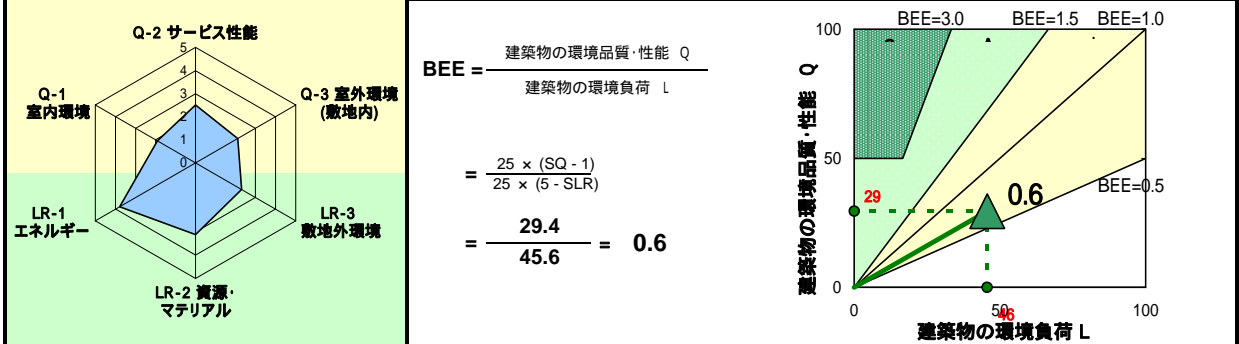 Q-2 サービス性能
5
4
3
2
1
0
Q-1
室内環境
Q-3 室外環境
(敷地内)
LR-1
エネルギー
LR-3
敷地外環境
LR-2 資源・
マテリアル
BEE = 建築物の環境品質・性能 Q
建築物の環境負荷 L
= 25 × (SQ - 1)
25 × (5 - SLR)
= 29.4
45.6
= 0.6
BEE=3.0 BEE=1.5 BEE=1.0
100
50
0
建築物の環境品質・性能 Q
29
0.6
BEE=0.5
0 50 100
46
建築物の環境負荷 L